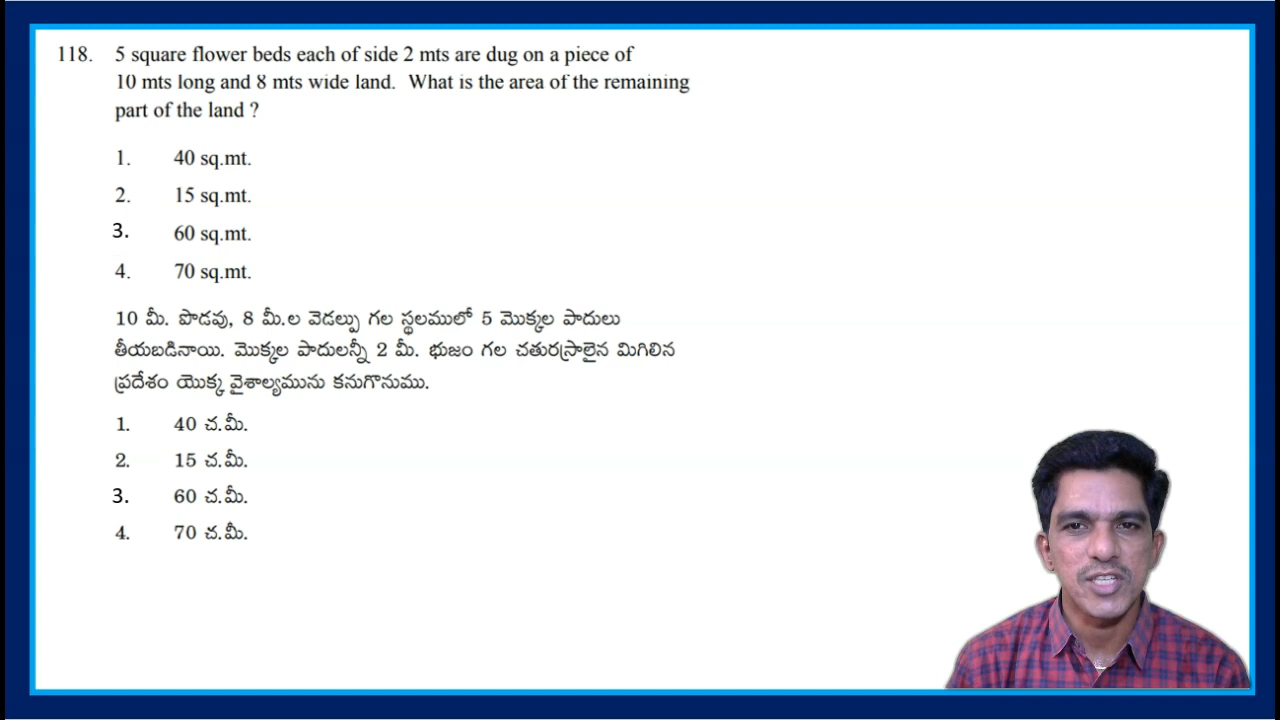 118. 5 square flower beds each of side 2 mts are dug on a piece of
10 mts long and 8 mts wide land. What is the area of the remaining
part of the land ?
1. 40 sq.mt.
2. 15 sq.mt.
3. 60 sq.mt.
4. 70 sq.mt.
10 మీ. పొడవు, 8 మీ.ల వెడల్పు గల స్థలములో 5 మొక్కల పాదులు
తీయబడినాయి. మొక్కల పాదులన్నీ 2 మీ. భుజం గల చతురస్రాలైన మిగిలిన
ప్రదేశం యొక్క వైశాల్యమును కనుగొనుము.
1. 40 చ.మీ.
2. 15 చ.మీ.
3. 60 చ.మీ.
4. 70 చ.మీ.